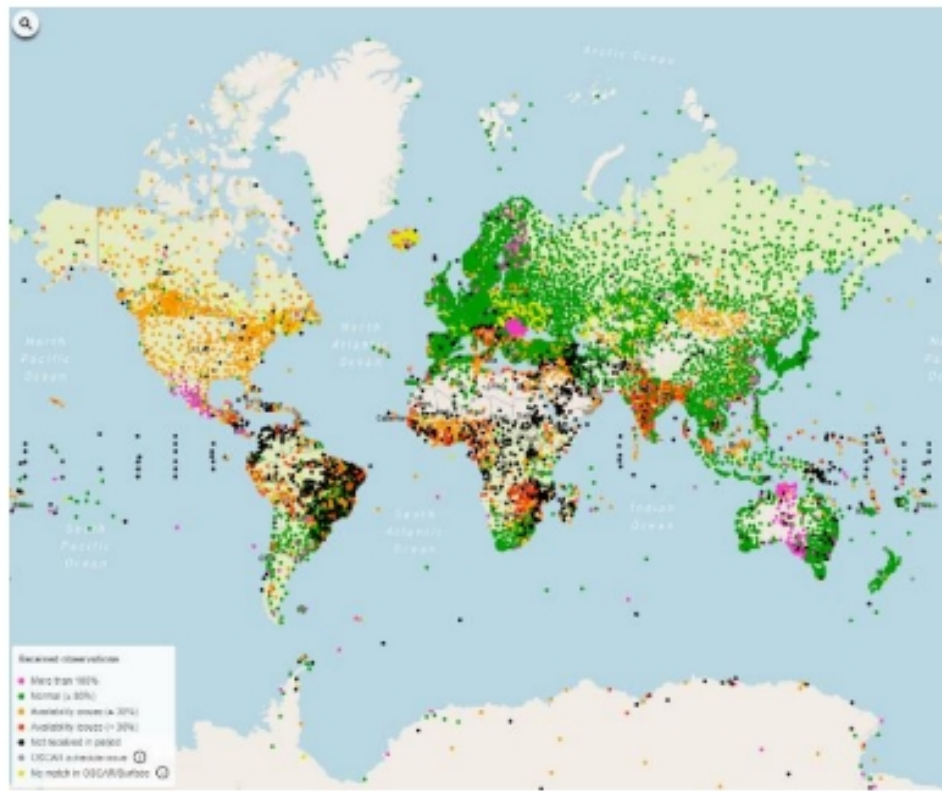 Arctic Ocean
North
Pacific
Ocean
North
Atlantic
Ocean
South
Pacific
Ocean
South
Atlantic
Ocean
Indian
Ocean
Received observations
More than 100%
Normal (≥ 80%)
Availability issues (≥ 30%)
Availability issues (< 30%)
Not received in period
OSCAR schedule issue
No match in OSCAR/Surface